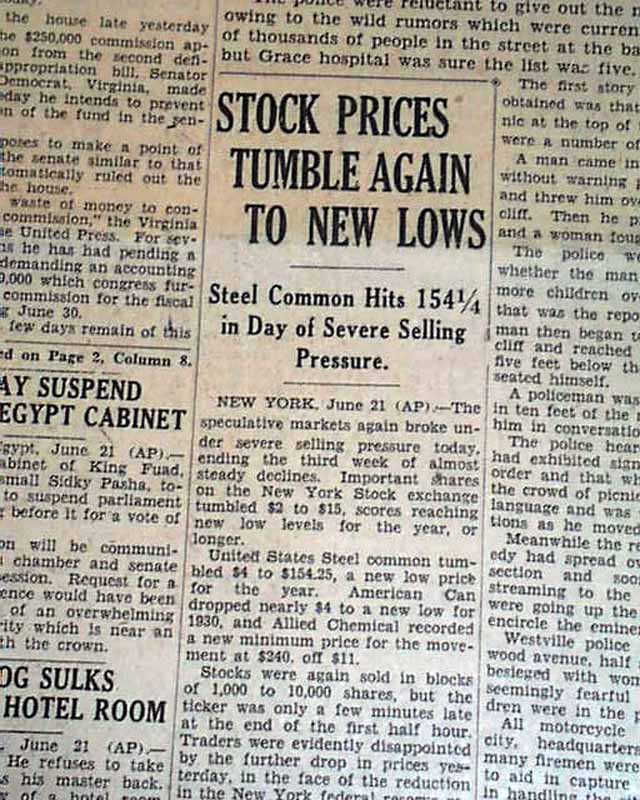 the house late yesterday
he $250,000 commission ap-
on from the second defi-
appropriation bill, Senator
Democrat, Virginia, made
day he intends to prevent
n of the fund in the sen-
poses to make a point of
the senate similar to that
tomatically ruled out the
he house.
waste of money to con-
commission," the Virginia
e United Press. For sev-
s he has had pending a
demanding an accounting
0,000 which congress fur-
commission for the fiscal
g June 30.
few days remain of this
ed on Page 2, Column 8.
AY SUSPEND
EGYPT CABINET
Egypt, June 21 (AP).—
abinet of King Fuad,
small Sidky Pasha, to-
to suspend parliament
g before it for a vote of
on will be communi-
chamber and senate
session. Request for a
ence would have been
of an overwhelming
ity which is near an
th the crown.
OG SULKS
HOTEL ROOM
June 21 (AP).—
He refuses to take
s his master back.
of a hotel room
The police were reluctant to give out the
owing to the wild rumors which were curren
of thousands of people in the street at the ba
but Grace hospital was sure the list was five.
STOCK PRICES
TUMBLE AGAIN
TO NEW LOWS
Steel Common Hits 154¼
in Day of Severe Selling
Pressure.
NEW YORK, June 21 (AP).—The
speculative markets again broke un-
der severe selling pressure today,
ending the third week of almost
steady declines. Important shares
on the New York Stock exchange
tumbled $2 to $15, scores reaching
new low levels for the year, or
longer.
United States Steel common tum-
bled $4 to $154.25, a new low price
for the year. American Can
dropped nearly $4 to a new low for
1930, and Allied Chemical recorded
a new minimum price for the move-
ment at $240, off $11.
Stocks were again sold in blocks
of 1,000 to 10,000 shares, but the
ticker was only a few minutes late
at the end of the first half hour.
Traders were evidently disappointed
by the further drop in prices yes-
terday, in the face of the reduction
in the New York federal reserve
The first story
obtained was that
nic at the top of
were a number of
A man came in
without warning
and threw him ov
cliff. Then he p
and a woman foug
The police we
whether the man
more children ov
that was the repo
man then began t
cliff and reached
five feet below th
seated himself.
A policeman was
in ten feet of the
him in conversatio
The police hear
had exhibited sign
order and that wh
the crowd of picni
language and was
tions as he moved
Meanwhile the r
edy had spread ov
section and soo
streaming to the
were going up the
encircle the emine
Westville police
wood avenue, half
besieged with wom
seemingly fearful
dren were in the p
All motorcycle
city, headquarters
many firemen were
to aid in capture
in handling the